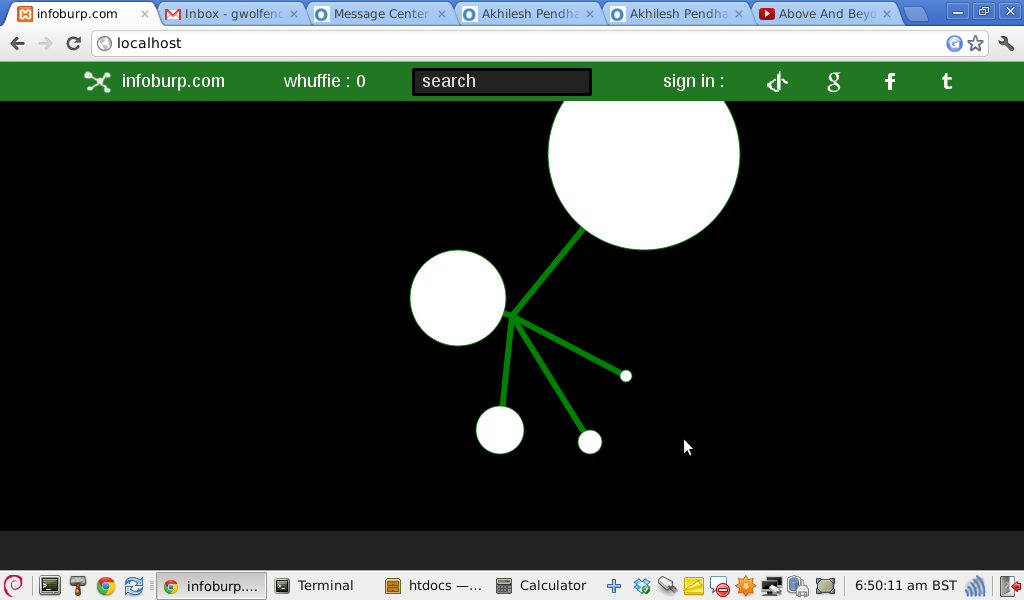 infoburp.com Inbox - gwolfend Message Center Akhilesh Pendha Akhilesh Pendha Above And Beyo
localhost
infoburp.com whuffie : 0 search sign in : g f t
infoburp.... Terminal htdocs —... Calculator 6:50:11 am BST